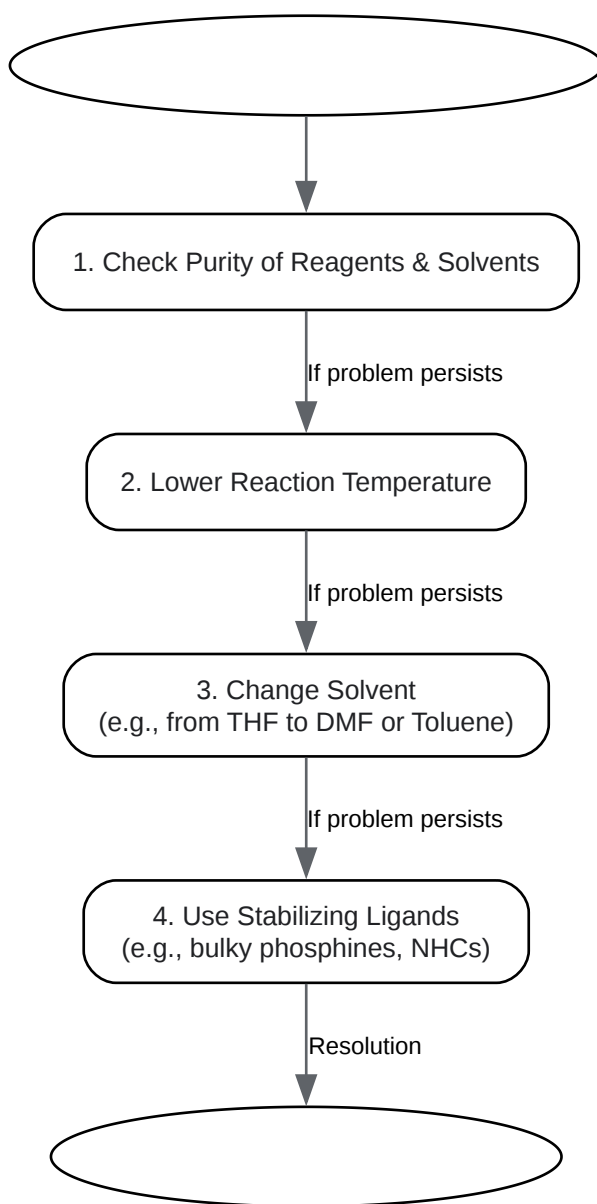 1. Check Purity of Reagents & Solvents
If problem persists
2. Lower Reaction Temperature
If problem persists
3. Change Solvent
(e.g., from THF to DMF or Toluene)
If problem persists
4. Use Stabilizing Ligands
(e.g., bulky phosphines, NHCs)
Resolution